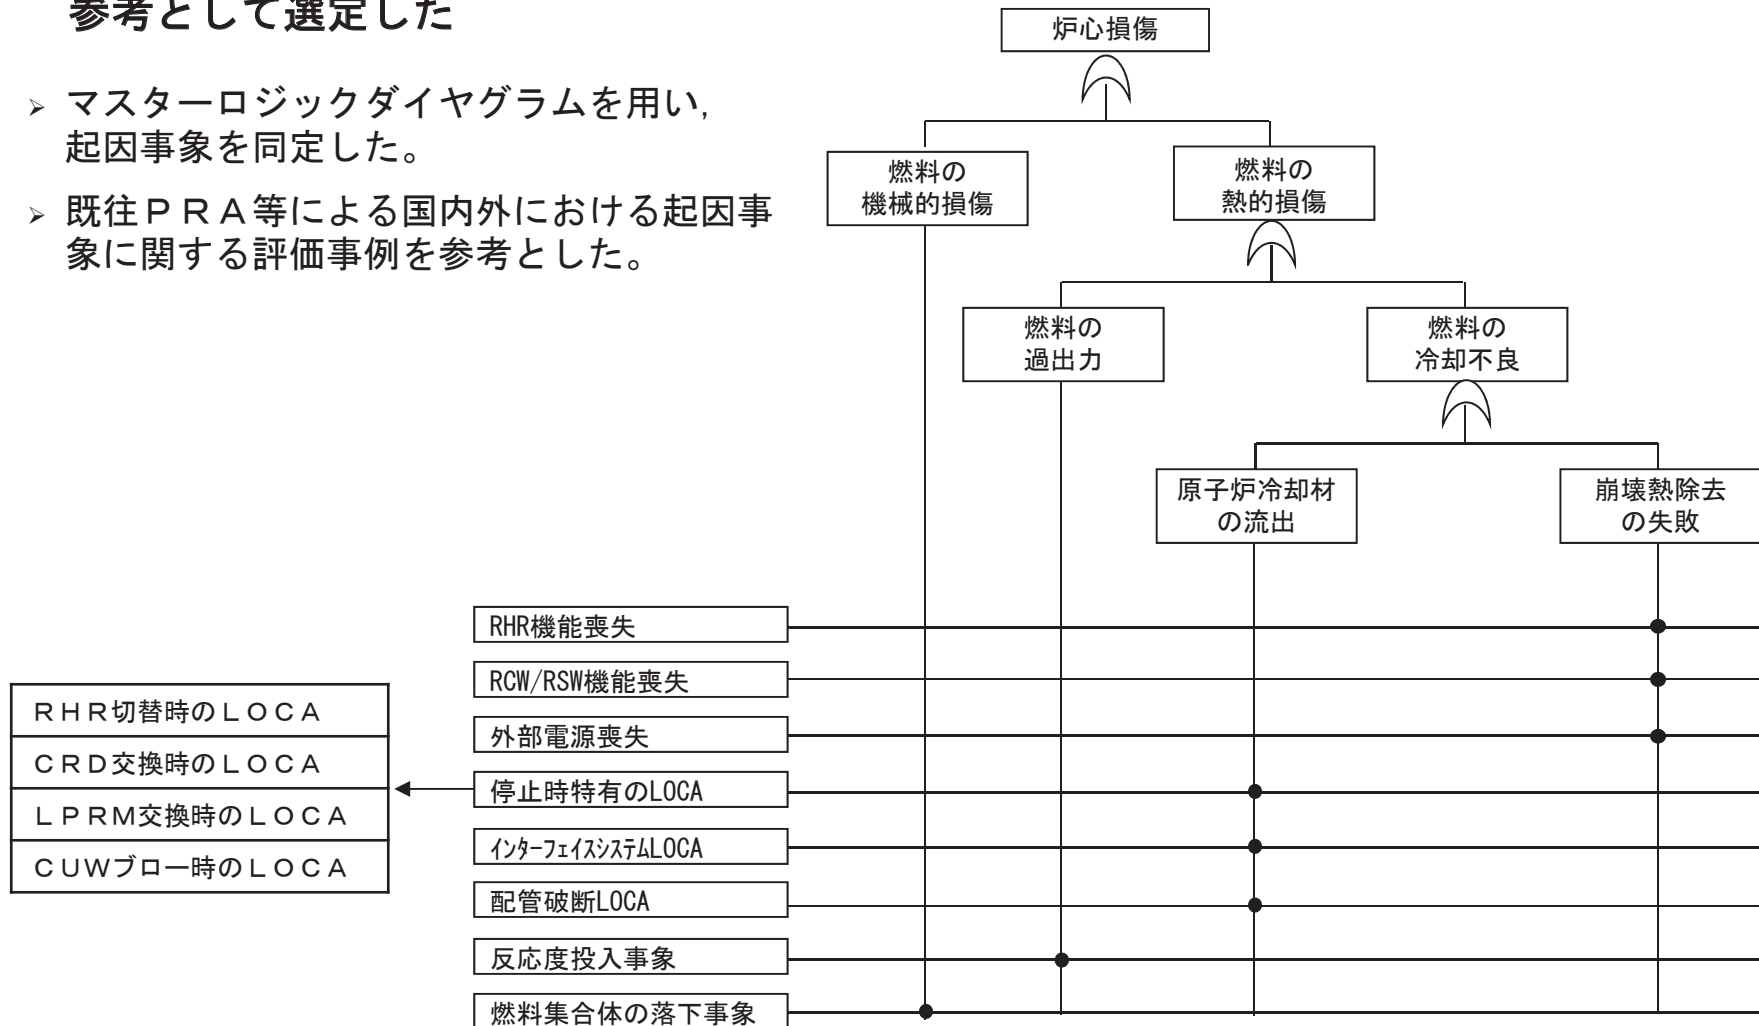 参考として選定した
➢ マスターロジックダイヤグラムを用い,
起因事象を同定した。
➢ 既往ＰＲＡ等による国内外における起因事
象に関する評価事例を参考とした。
炉心損傷
燃料の
機械的損傷
燃料の
熱的損傷
燃料の
過出力
燃料の
冷却不良
原子炉冷却材
の流出
崩壊熱除去
の失敗
RHR機能喪失
RCW/RSW機能喪失
外部電源喪失
停止時特有のLOCA
ｲﾝﾀｰﾌｪｲｽｼｽﾃﾑLOCA
配管破断LOCA
反応度投入事象
燃料集合体の落下事象
ＲＨＲ切替時のＬＯＣＡ
ＣＲＤ交換時のＬＯＣＡ
ＬＰＲＭ交換時のＬＯＣＡ
ＣＵＷブロー時のＬＯＣＡ